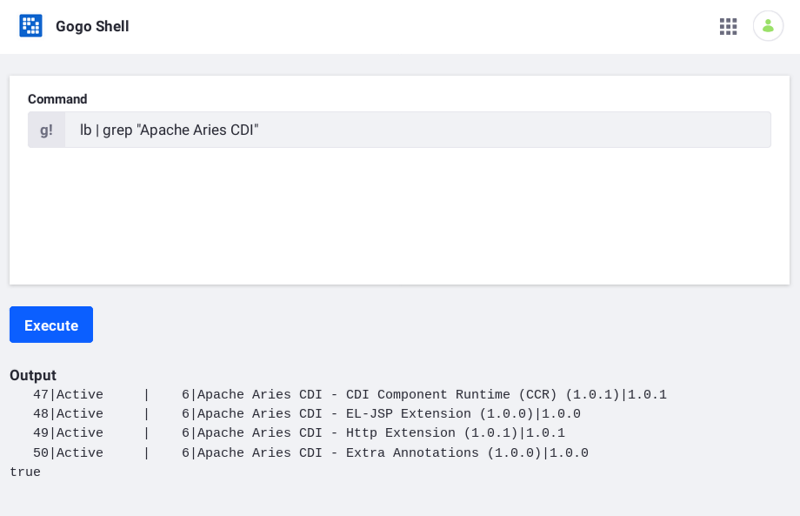 Gogo Shell
Command
g! lb | grep "Apache Aries CDI"
Execute
Output
   47|Active     |    6|Apache Aries CDI - CDI Component Runtime (CCR) (1.0.1)|1.0.1
   48|Active     |    6|Apache Aries CDI - EL-JSP Extension (1.0.0)|1.0.0
   49|Active     |    6|Apache Aries CDI - Http Extension (1.0.1)|1.0.1
   50|Active     |    6|Apache Aries CDI - Extra Annotations (1.0.0)|1.0.0
true